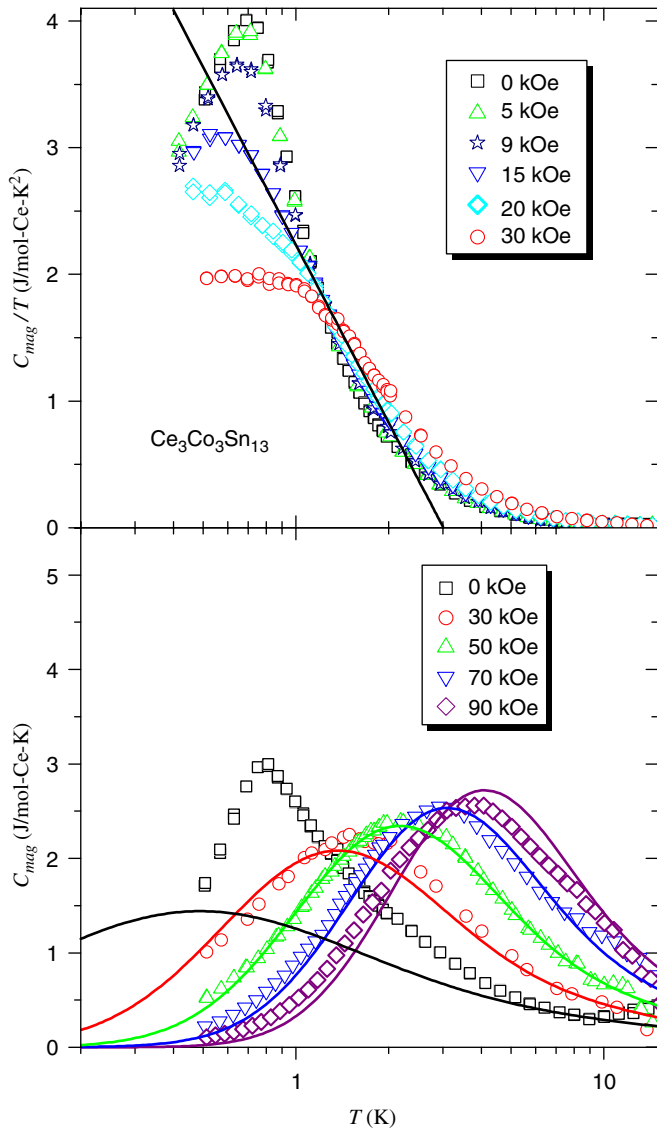 4
3
2
1
0
C_mag / T (J/mol-Ce-K²)
0 kOe
5 kOe
9 kOe
15 kOe
20 kOe
30 kOe
Ce₃Co₃Sn₁₃
5
4
3
2
1
0
C_mag (J/mol-Ce-K)
0 kOe
30 kOe
50 kOe
70 kOe
90 kOe
1 10
T (K)